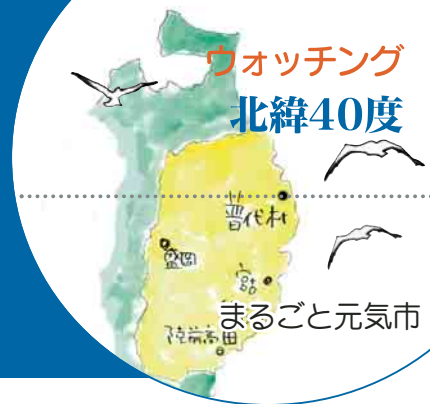 ウォッチング
北緯40度
普代村
盛岡
宮古
まるごと元気市
陸前高田